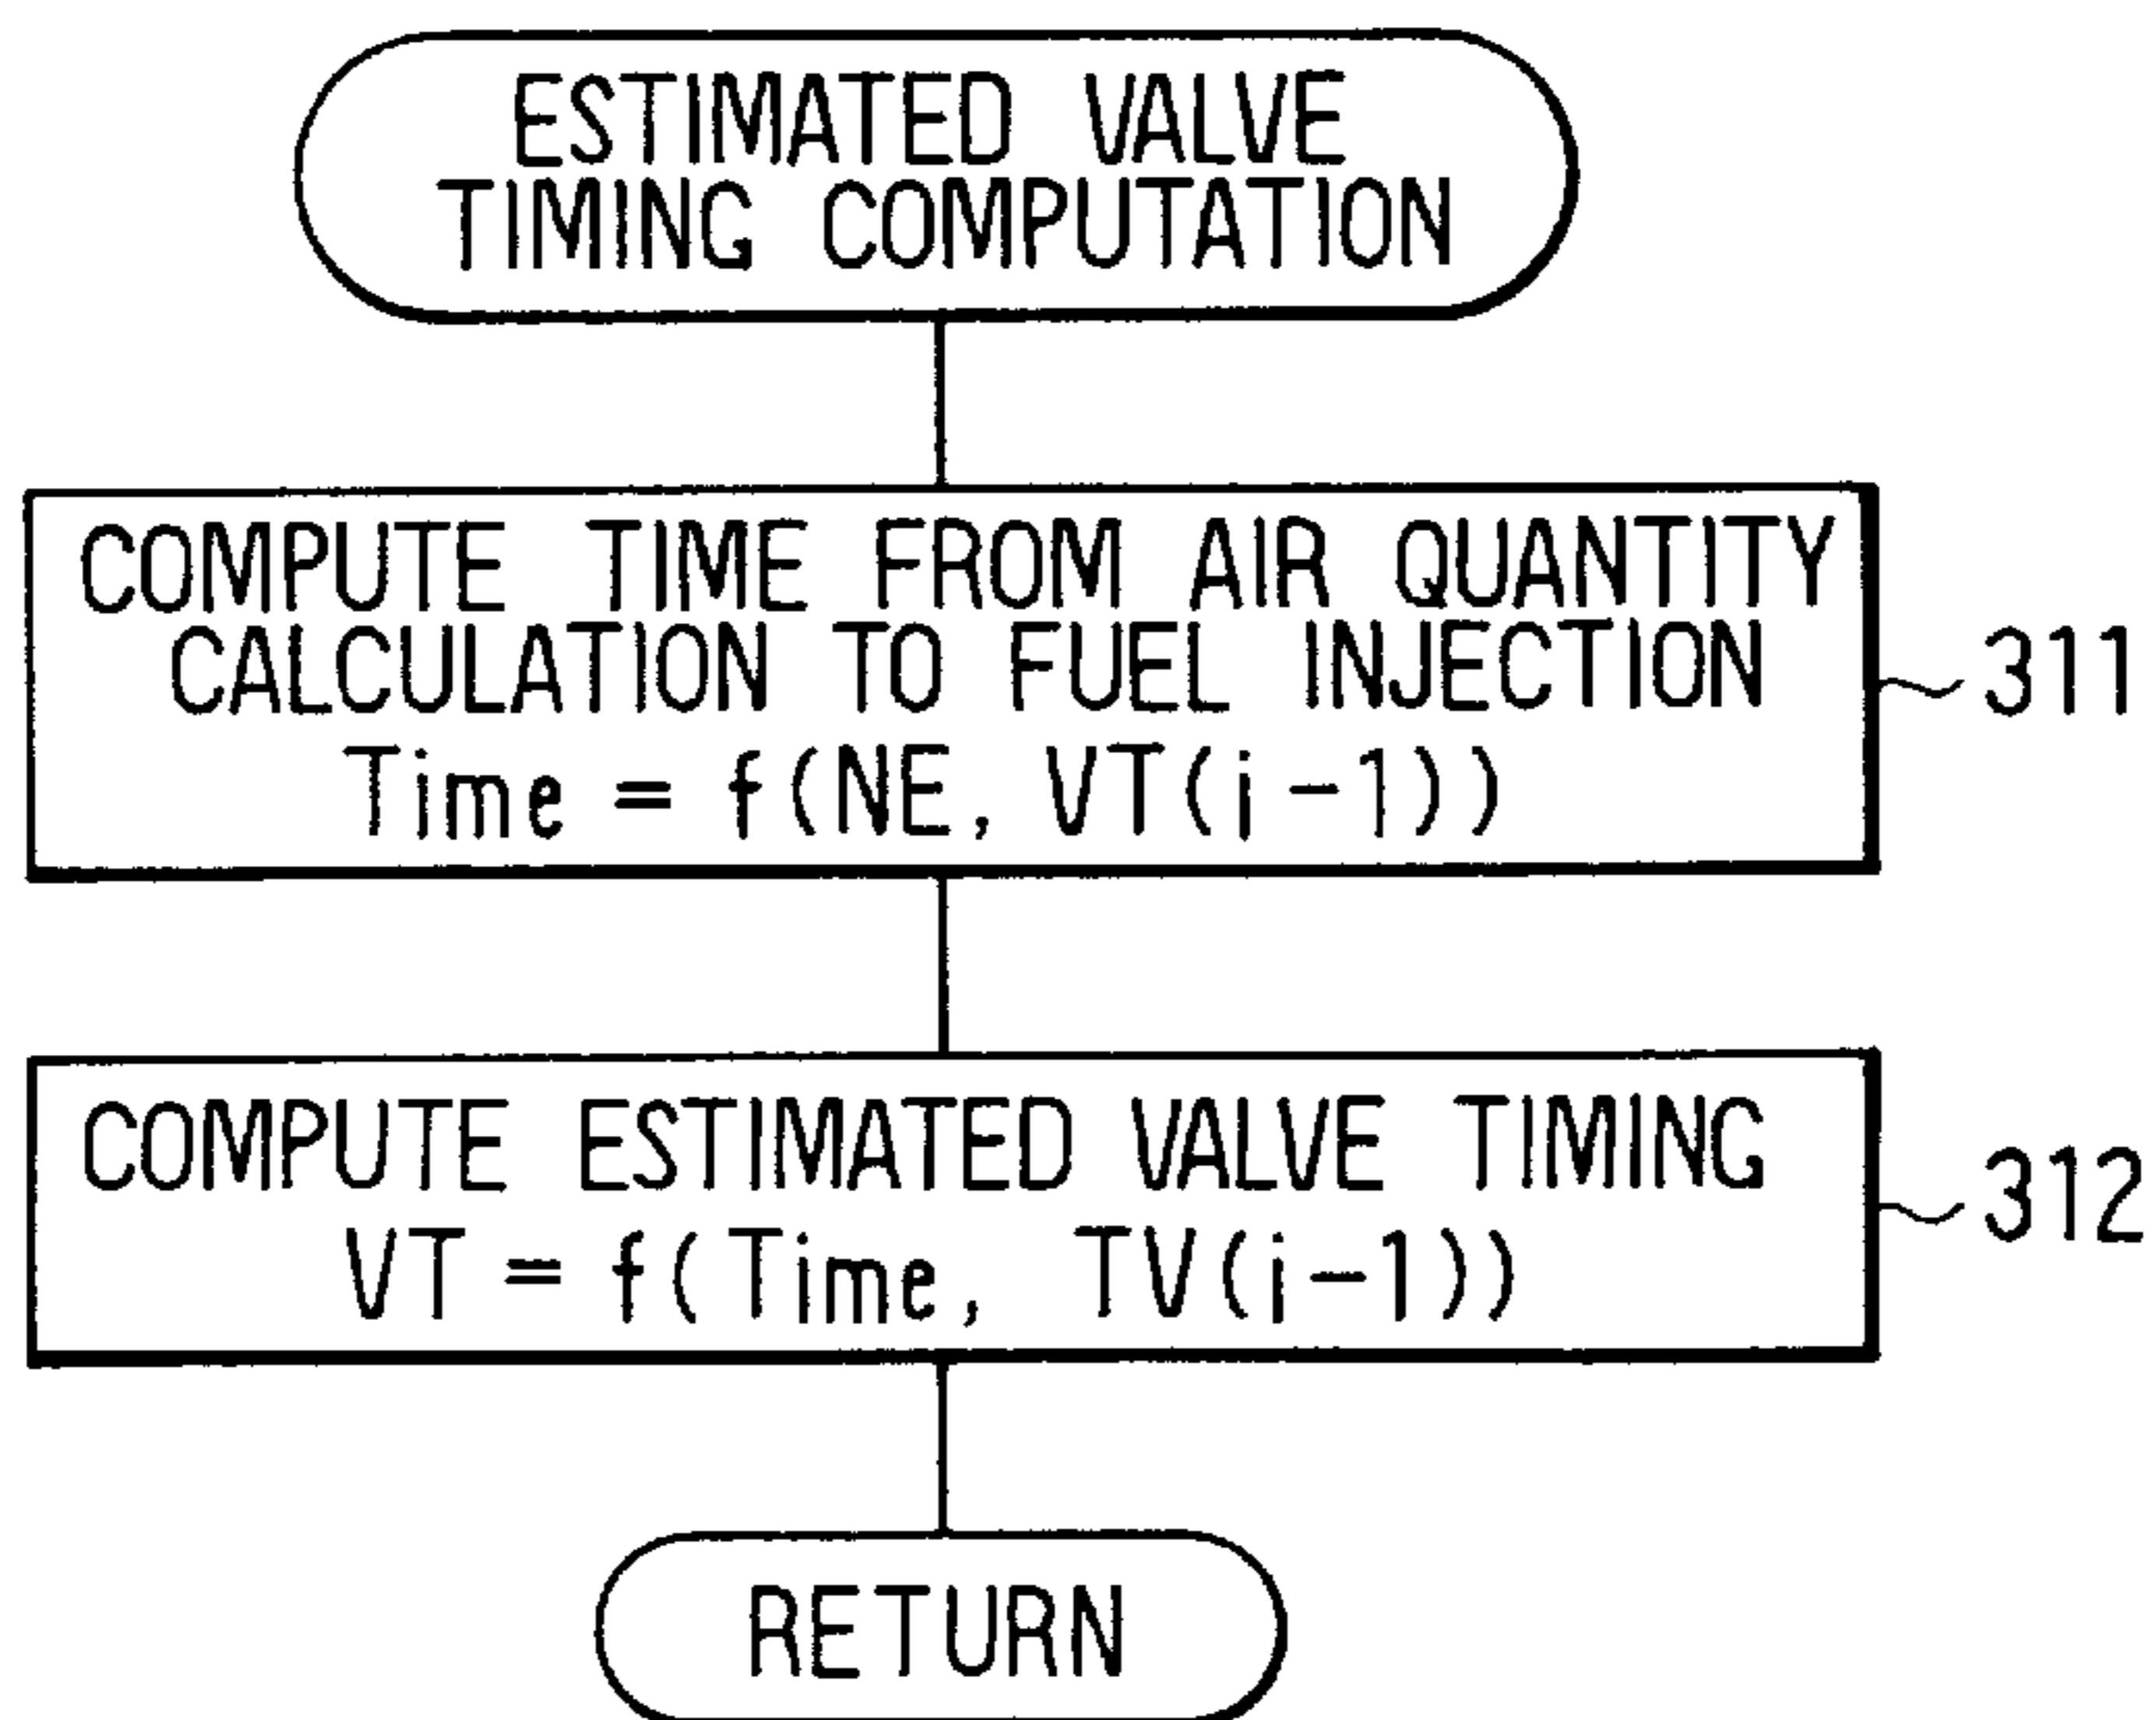 ESTIMATED VALVE
TIMING COMPUTATION
COMPUTE TIME FROM AIR QUANTITY
CALCULATION TO FUEL INJECTION
Time = f(NE, VT(i-1))
311
COMPUTE ESTIMATED VALVE TIMING
VT = f(Time, TV(i-1))
312
RETURN